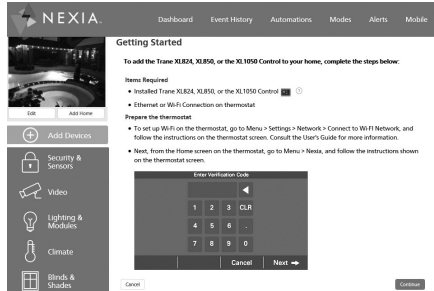 NEXIA
Dashboard
Event History
Automations
Modes
Alerts
Mobile
Getting Started
To add the Trane XL824, XL850, or the XL1050 Control to your home, complete the steps below:
Items Required
• Installed Trane XL824, XL850, or the XL1050 Control
• Ethernet or Wi-Fi Connection on thermostat
Prepare the thermostat
• To set up Wi-Fi on the thermostat, go to Menu > Settings > Network > Connect to Wi-Fi Network, and
follow the instructions on the thermostat screen. Consult the User's Guide for more information.
• Next, from the Home screen on the thermostat, go to Menu > Nexia, and follow the instructions shown
on the thermostat screen.
Enter Verification Code
1 2 3 CLR
4 5 6 .
7 8 9 0
Cancel
Next
Cancel
Continue
Edit
Add Home
Add Devices
Security &
Sensors
Video
Lighting &
Modules
Climate
Blinds &
Shades